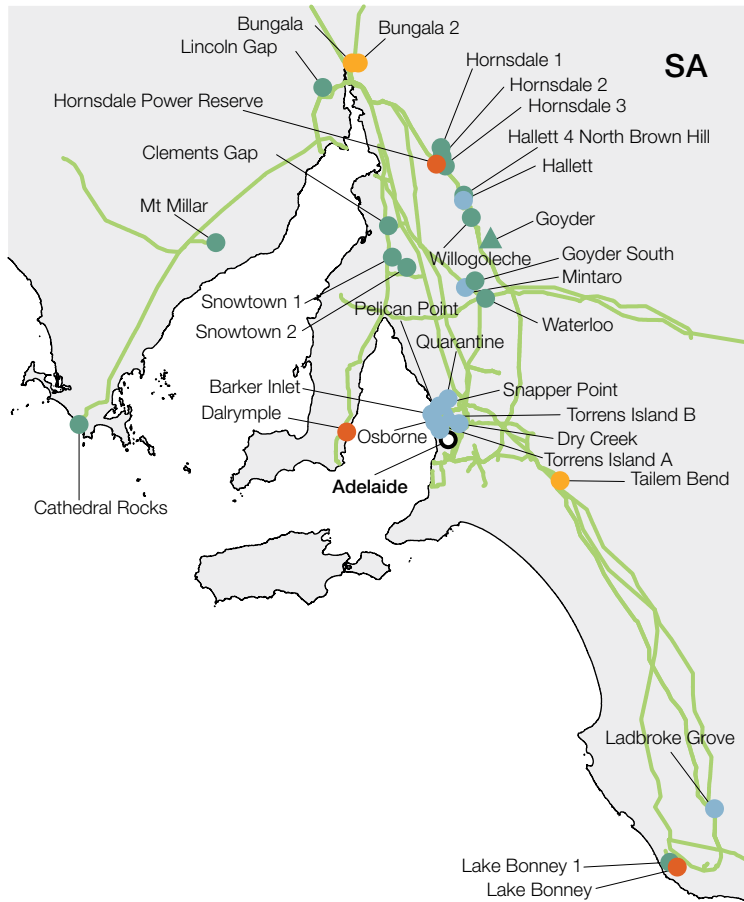 Bungala
Bungala 2
Lincoln Gap
Hornsdale 1
SA
Hornsdale 2
Hornsdale Power Reserve
Hornsdale 3
Hallett 4 North Brown Hill
Clements Gap
Hallett
Mt Millar
Goyder
Willogoleche
Goyder South
Mintaro
Snowtown 1
Pelican Point
Waterloo
Snowtown 2
Quarantine
Barker Inlet
Snapper Point
Dalrymple
Torrens Island B
Osborne
Dry Creek
Torrens Island A
Adelaide
Tailem Bend
Cathedral Rocks
Ladbroke Grove
Lake Bonney 1
Lake Bonney